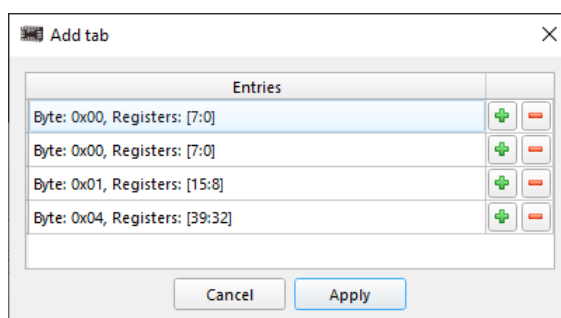 Add tab
Entries
Byte: 0x00, Registers: [7:0]
Byte: 0x00, Registers: [7:0]
Byte: 0x01, Registers: [15:8]
Byte: 0x04, Registers: [39:32]
Cancel Apply